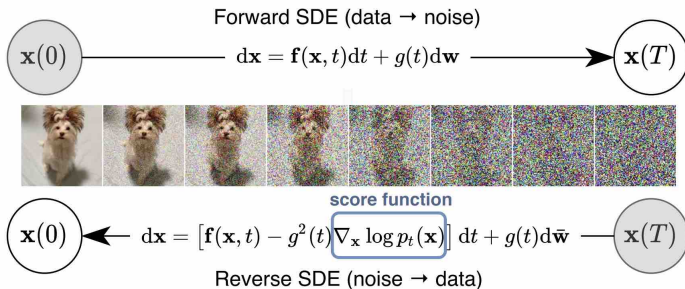 Forward SDE (data → noise)
x(0) dx = f(x, t)dt + g(t)dw x(T)
score function
x(0) dx = [f(x, t) − g²(t)∇ₓ log pₜ(x)] dt + g(t)dw̄ x(T)
Reverse SDE (noise → data)